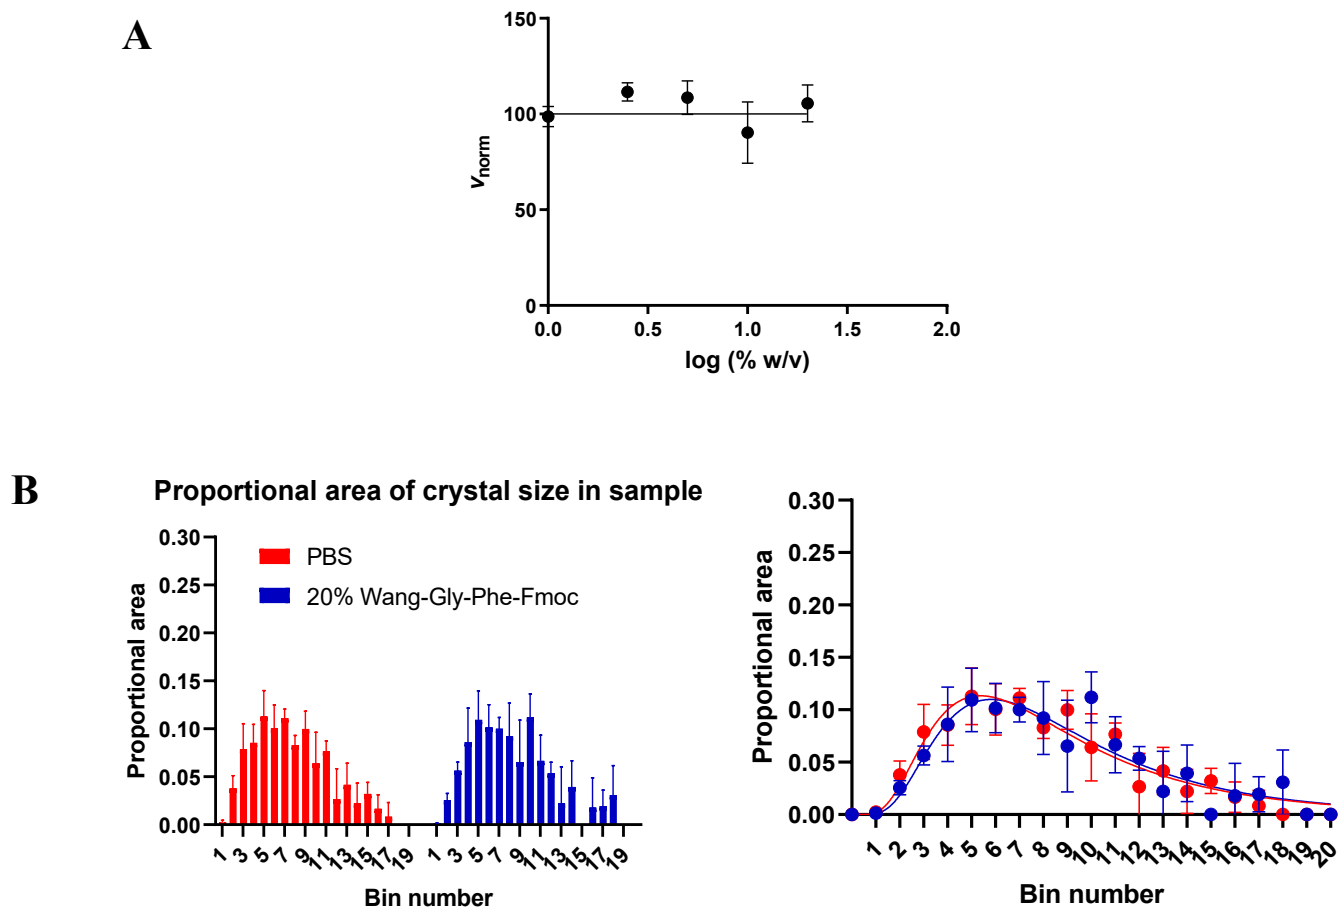 A
150
100
50
0
vnorm
0.0 0.5 1.0 1.5 2.0
log (% w/v)
B
Proportional area of crystal size in sample
0.30
0.25
0.20
0.15
0.10
0.05
0.00
Proportional area
PBS
20% Wang-Gly-Phe-Fmoc
1 3 5 7 9 11 13 15 17 19 1 3 5 7 9 11 13 15 17 19
Bin number
0.30
0.25
0.20
0.15
0.10
0.05
0.00
Proportional area
1 2 3 4 5 6 7 8 9 10 11 12 13 14 15 16 17 18 19 20
Bin number